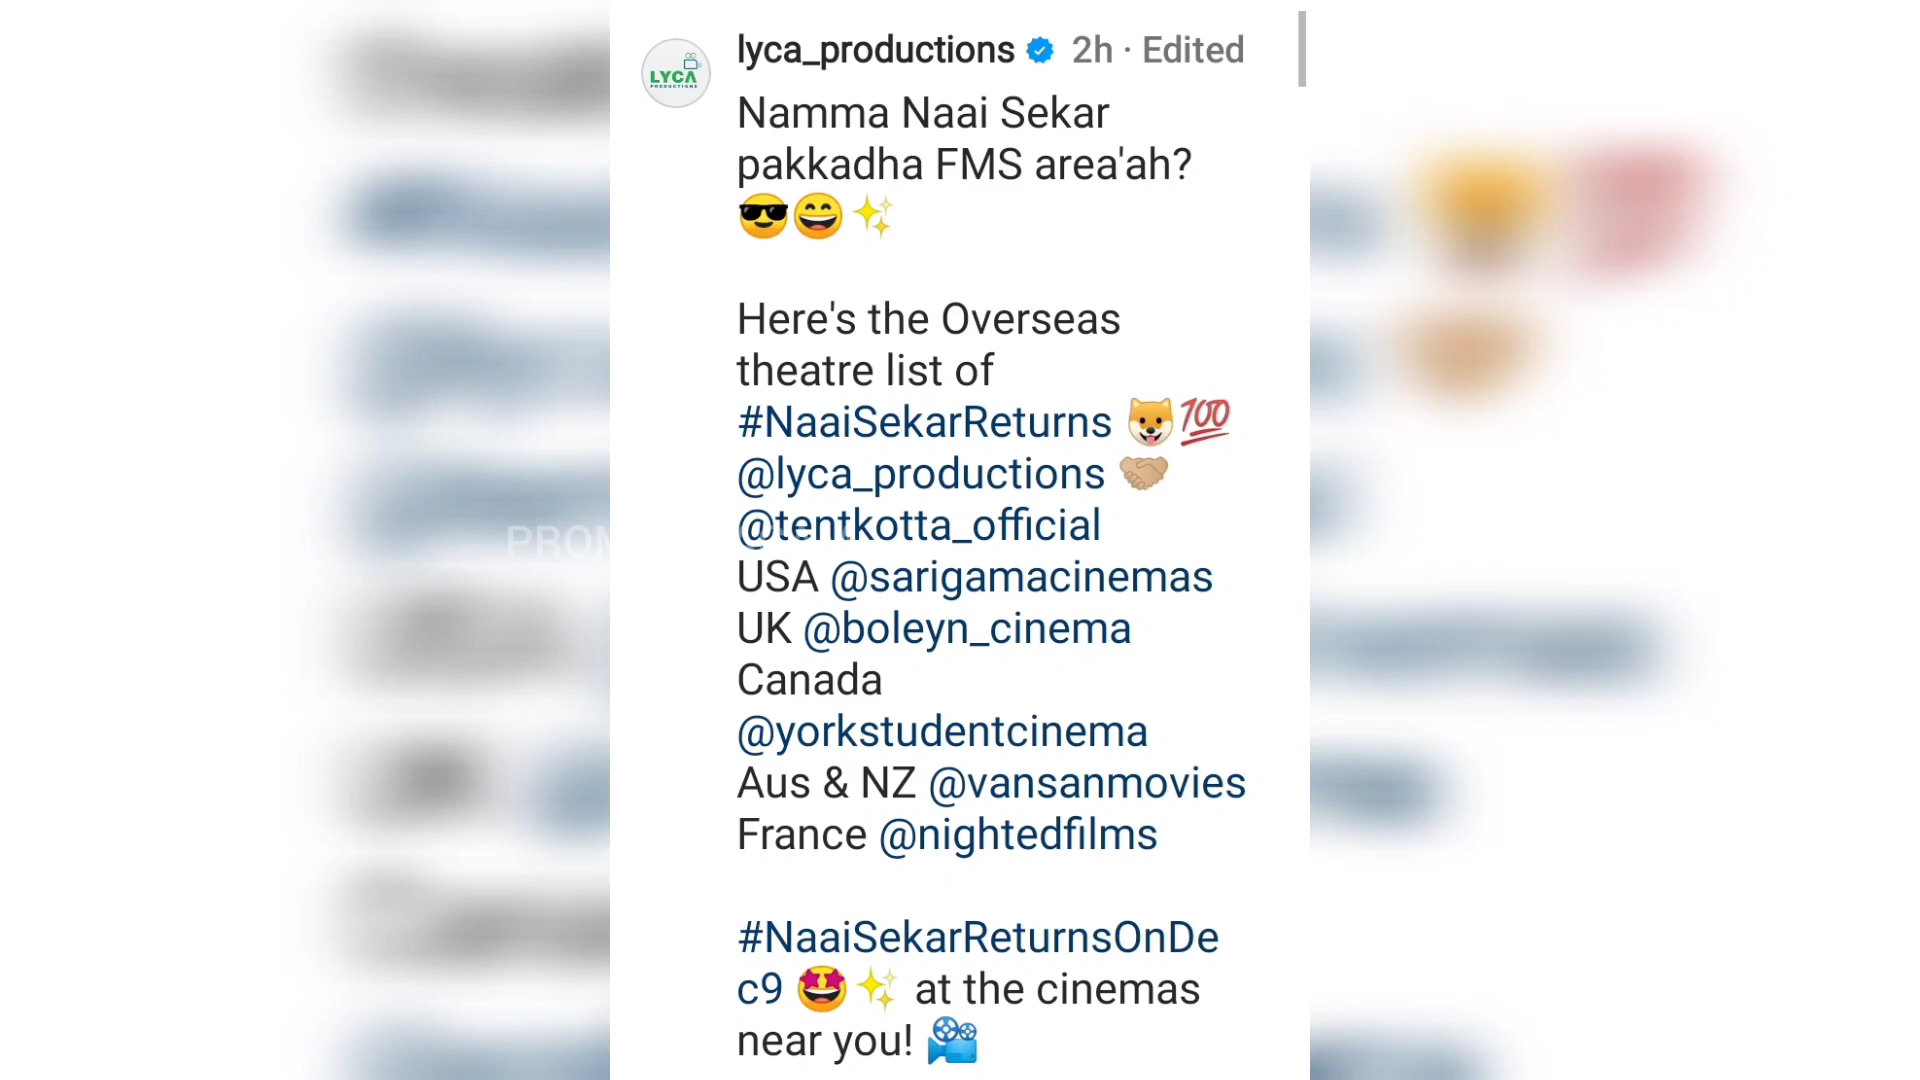 LYCA
PRODUCTIONS
lyca_productions 2h · Edited
Namma Naai Sekar
pakkadha FMS area'ah?
😎😄✨
Here's the Overseas
theatre list of
#NaaiSekarReturns 🐶💯
@lyca_productions 🤝🏼
@tentkotta_official
USA @sarigamacinemas
UK @boleyn_cinema
Canada
@yorkstudentcinema
Aus & NZ @vansanmovies
France @nightedfilms
#NaaiSekarReturnsOnDe
c9 🤩✨ at the cinemas
near you! 🎥